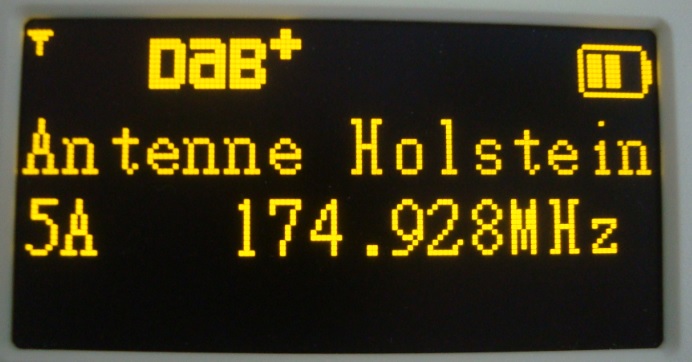 DAB+
Antenne Holstein
5A 174.928MHz